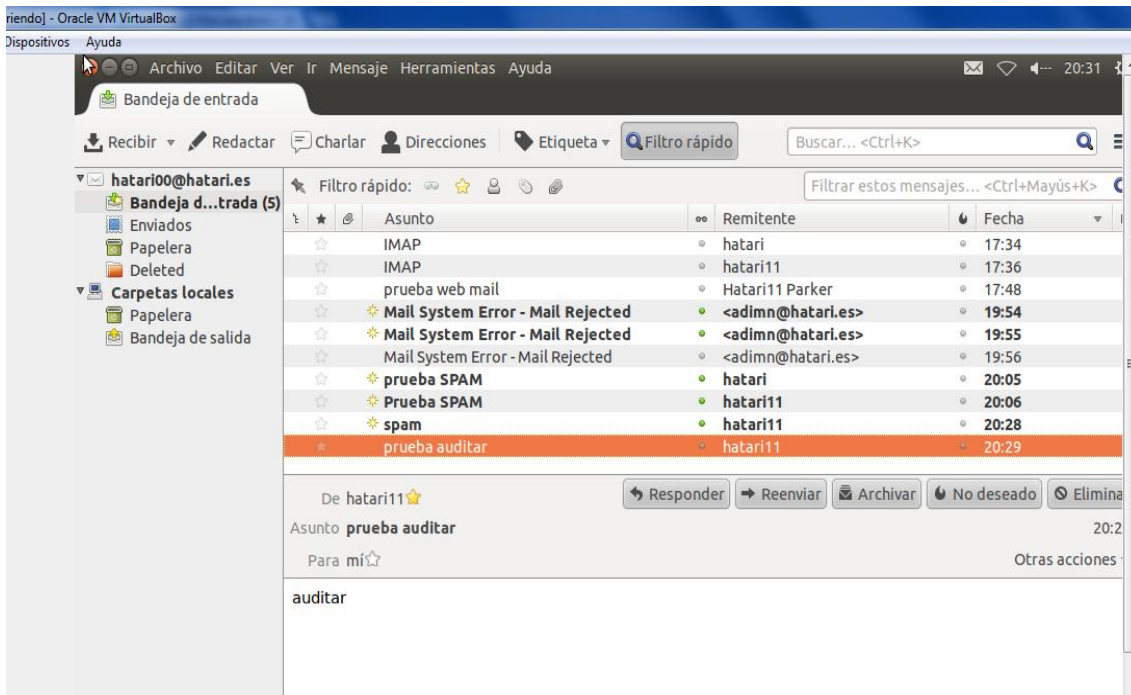 riendo] - Oracle VM VirtualBox
Dispositivos Ayuda
Archivo Editar Ver Ir Mensaje Herramientas Ayuda 20:31
Bandeja de entrada
Recibir Redactar Charlar Direcciones Etiqueta Filtro rápido Buscar... <Ctrl+K>
hatari00@hatari.es
Bandeja d...trada (5)
Enviados
Papelera
Deleted
Carpetas locales
Papelera
Bandeja de salida
Filtro rápido: Filtrar estos mensajes... <Ctrl+Mayús+K>
Asunto Remitente Fecha
IMAP hatari 17:34
IMAP hatari11 17:36
prueba web mail Hatari11 Parker 17:48
Mail System Error - Mail Rejected <adimn@hatari.es> 19:54
Mail System Error - Mail Rejected <adimn@hatari.es> 19:55
Mail System Error - Mail Rejected <adimn@hatari.es> 19:56
prueba SPAM hatari 20:05
Prueba SPAM hatari11 20:06
spam hatari11 20:28
prueba auditar hatari11 20:29
De hatari11 Responder Reenviar Archivar No deseado Elimina
Asunto prueba auditar 20:2
Para mí Otras acciones
auditar